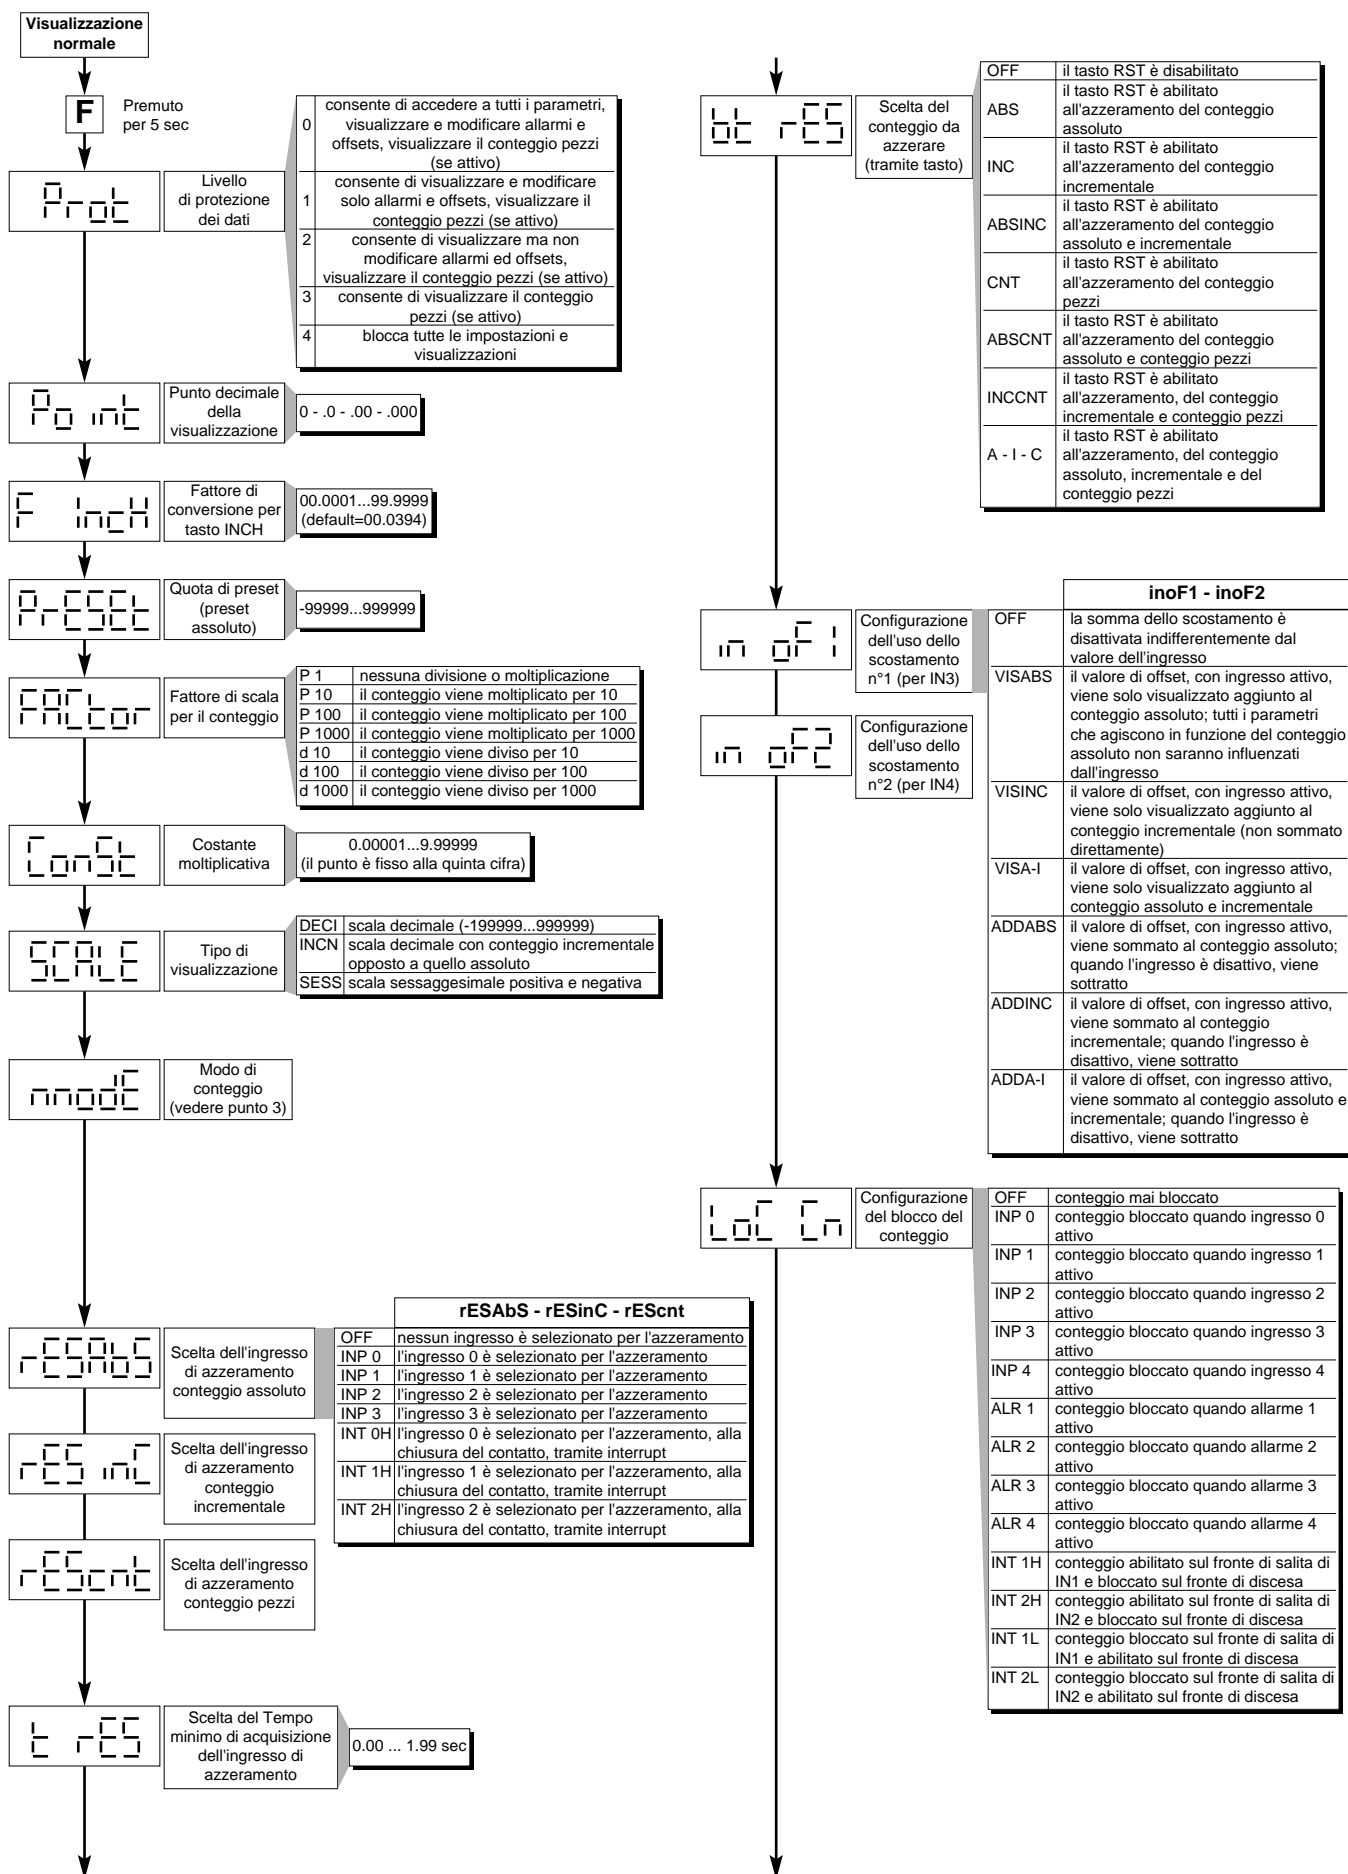 Visualizzazione
normale
F
Premuto
per 5 sec
Prot
Livello
di protezione
dei dati
0 consente di accedere a tutti i parametri,
visualizzare e modificare allarmi e
offsets, visualizzare il conteggio pezzi
(se attivo)
1 consente di visualizzare e modificare
solo allarmi e offsets, visualizzare il
conteggio pezzi (se attivo)
2 consente di visualizzare ma non
modificare allarmi ed offsets,
visualizzare il conteggio pezzi (se attivo)
3 consente di visualizzare il conteggio
pezzi (se attivo)
4 blocca tutte le impostazioni e
visualizzazioni
Point
Punto decimale
della
visualizzazione
0 - .0 - .00 - .000
F IncH
Fattore di
conversione per
tasto INCH
00.0001...99.9999
(default=00.0394)
PrESEt
Quota di preset
(preset
assoluto)
-99999...999999
FACtor
Fattore di scala
per il conteggio
P 1 nessuna divisione o moltiplicazione
P 10 il conteggio viene moltiplicato per 10
P 100 il conteggio viene moltiplicato per 100
P 1000 il conteggio viene moltiplicato per 1000
d 10 il conteggio viene diviso per 10
d 100 il conteggio viene diviso per 100
d 1000 il conteggio viene diviso per 1000
ConSt
Costante
moltiplicativa
0.00001...9.99999
(il punto è fisso alla quinta cifra)
SCALE
Tipo di
visualizzazione
DECI scala decimale (-199999...999999)
INCN scala decimale con conteggio incrementale
opposto a quello assoluto
SESS scala sessaggesimale positiva e negativa
nnodE
Modo di
conteggio
(vedere punto 3)
rESAbS
Scelta dell'ingresso
di azzeramento
conteggio assoluto
rESAbS - rESinC - rEScnt
OFF nessun ingresso è selezionato per l'azzeramento
INP 0 l'ingresso 0 è selezionato per l'azzeramento
INP 1 l'ingresso 1 è selezionato per l'azzeramento
INP 2 l'ingresso 2 è selezionato per l'azzeramento
INP 3 l'ingresso 3 è selezionato per l'azzeramento
INT 0H l'ingresso 0 è selezionato per l'azzeramento, alla
chiusura del contatto, tramite interrupt
INT 1H l'ingresso 1 è selezionato per l'azzeramento, alla
chiusura del contatto, tramite interrupt
INT 2H l'ingresso 2 è selezionato per l'azzeramento, alla
chiusura del contatto, tramite interrupt
rES inC
Scelta dell'ingresso
di azzeramento
conteggio
incrementale
rEScnt
Scelta dell'ingresso
di azzeramento
conteggio pezzi
t rES
Scelta del Tempo
minimo di acquisizione
dell'ingresso di
azzeramento
0.00 ... 1.99 sec
bt rES
Scelta del
conteggio da
azzerare
(tramite tasto)
OFF il tasto RST è disabilitato
ABS il tasto RST è abilitato
all'azzeramento del conteggio
assoluto
INC il tasto RST è abilitato
all'azzeramento del conteggio
incrementale
ABSINC il tasto RST è abilitato
all'azzeramento del conteggio
assoluto e incrementale
CNT il tasto RST è abilitato
all'azzeramento del conteggio
pezzi
ABSCNT il tasto RST è abilitato
all'azzeramento del conteggio
assoluto e conteggio pezzi
INCCNT il tasto RST è abilitato
all'azzeramento, del conteggio
incrementale e conteggio pezzi
A - I - C il tasto RST è abilitato
all'azzeramento, del conteggio
assoluto, incrementale e del
conteggio pezzi
in oF1
Configurazione
dell'uso dello
scostamento
n°1 (per IN3)
in oF2
Configurazione
dell'uso dello
scostamento
n°2 (per IN4)
inoF1 - inoF2
OFF la somma dello scostamento è
disattivata indifferentemente dal
valore dell'ingresso
VISABS il valore di offset, con ingresso attivo,
viene solo visualizzato aggiunto al
conteggio assoluto; tutti i parametri
che agiscono in funzione del conteggio
assoluto non saranno influenzati
dall'ingresso
VISINC il valore di offset, con ingresso attivo,
viene solo visualizzato aggiunto al
conteggio incrementale (non sommato
direttamente)
VISA-I il valore di offset, con ingresso attivo,
viene solo visualizzato aggiunto al
conteggio assoluto e incrementale
ADDABS il valore di offset, con ingresso attivo,
viene sommato al conteggio assoluto;
quando l'ingresso è disattivo, viene
sottratto
ADDINC il valore di offset, con ingresso attivo,
viene sommato al conteggio
incrementale; quando l'ingresso è
disattivo, viene sottratto
ADDA-I il valore di offset, con ingresso attivo,
viene sommato al conteggio assoluto e
incrementale; quando l'ingresso è
disattivo, viene sottratto
LoC Cn
Configurazione
del blocco del
conteggio
OFF conteggio mai bloccato
INP 0 conteggio bloccato quando ingresso 0
attivo
INP 1 conteggio bloccato quando ingresso 1
attivo
INP 2 conteggio bloccato quando ingresso 2
attivo
INP 3 conteggio bloccato quando ingresso 3
attivo
INP 4 conteggio bloccato quando ingresso 4
attivo
ALR 1 conteggio bloccato quando allarme 1
attivo
ALR 2 conteggio bloccato quando allarme 2
attivo
ALR 3 conteggio bloccato quando allarme 3
attivo
ALR 4 conteggio bloccato quando allarme 4
attivo
INT 1H conteggio abilitato sul fronte di salita di
IN1 e bloccato sul fronte di discesa
INT 2H conteggio abilitato sul fronte di salita di
IN2 e bloccato sul fronte di discesa
INT 1L conteggio bloccato sul fronte di salita di
IN1 e abilitato sul fronte di discesa
INT 2L conteggio bloccato sul fronte di salita di
IN2 e abilitato sul fronte di discesa